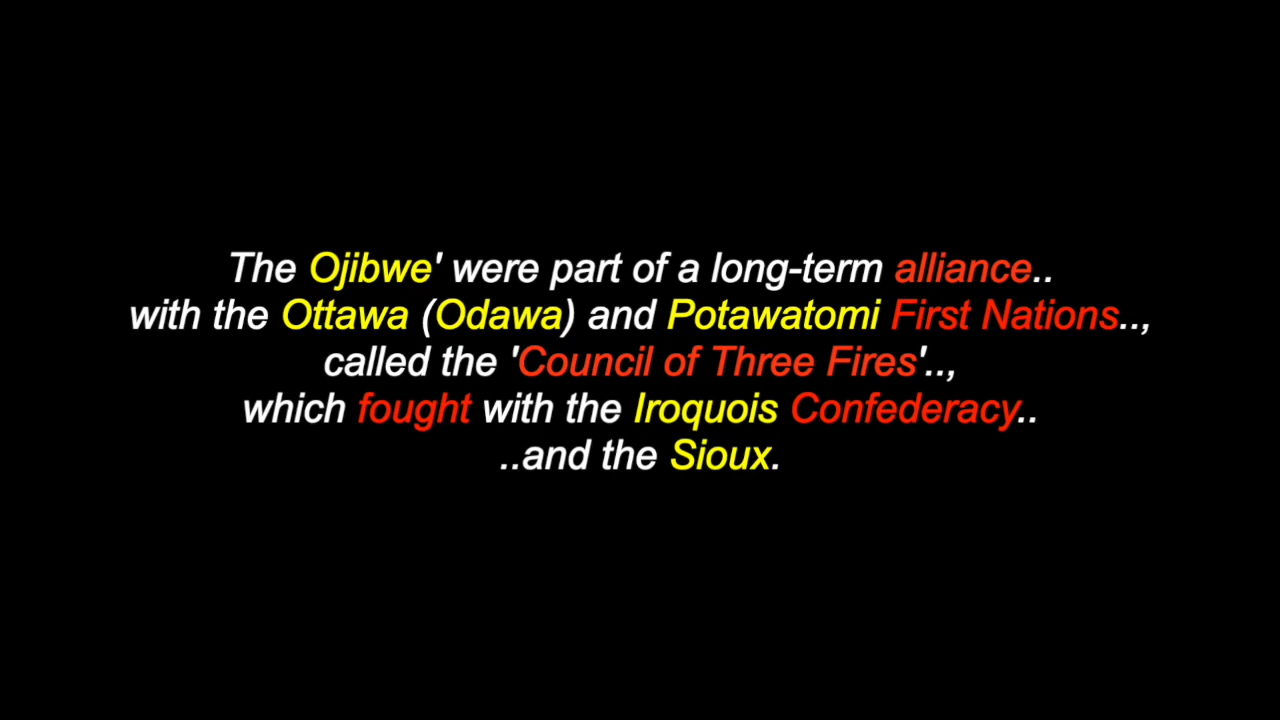 The Ojibwe' were part of a long-term alliance..
with the Ottawa (Odawa) and Potawatomi First Nations..,
called the 'Council of Three Fires'..,
which fought with the Iroquois Confederacy..
..and the Sioux.